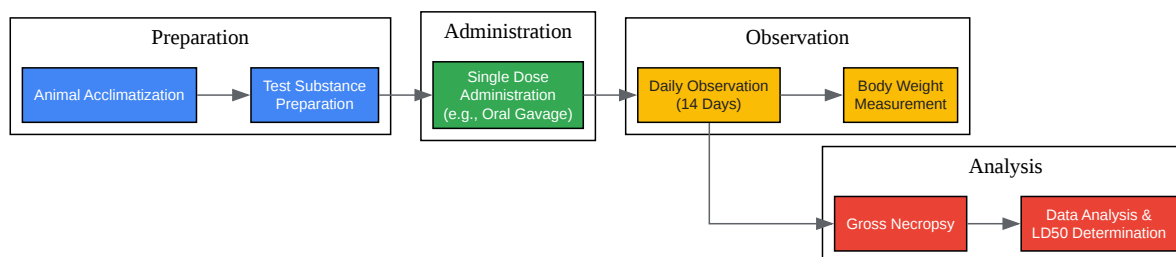 Preparation
Animal Acclimatization
Test Substance
Preparation
Administration
Single Dose
Administration
(e.g., Oral Gavage)
Observation
Daily Observation
(14 Days)
Body Weight
Measurement
Analysis
Gross Necropsy
Data Analysis &
LD50 Determination